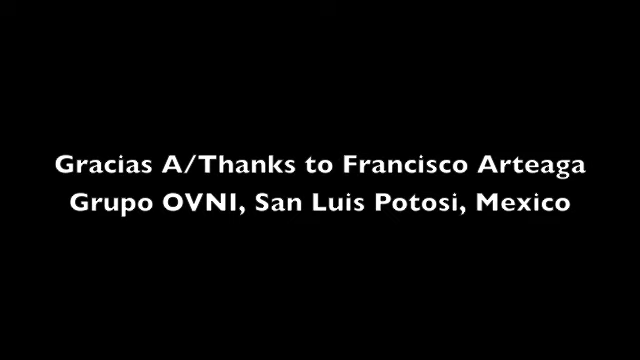 Gracias A/Thanks to Francisco Arteaga
Grupo OVNI, San Luis Potosi, Mexico